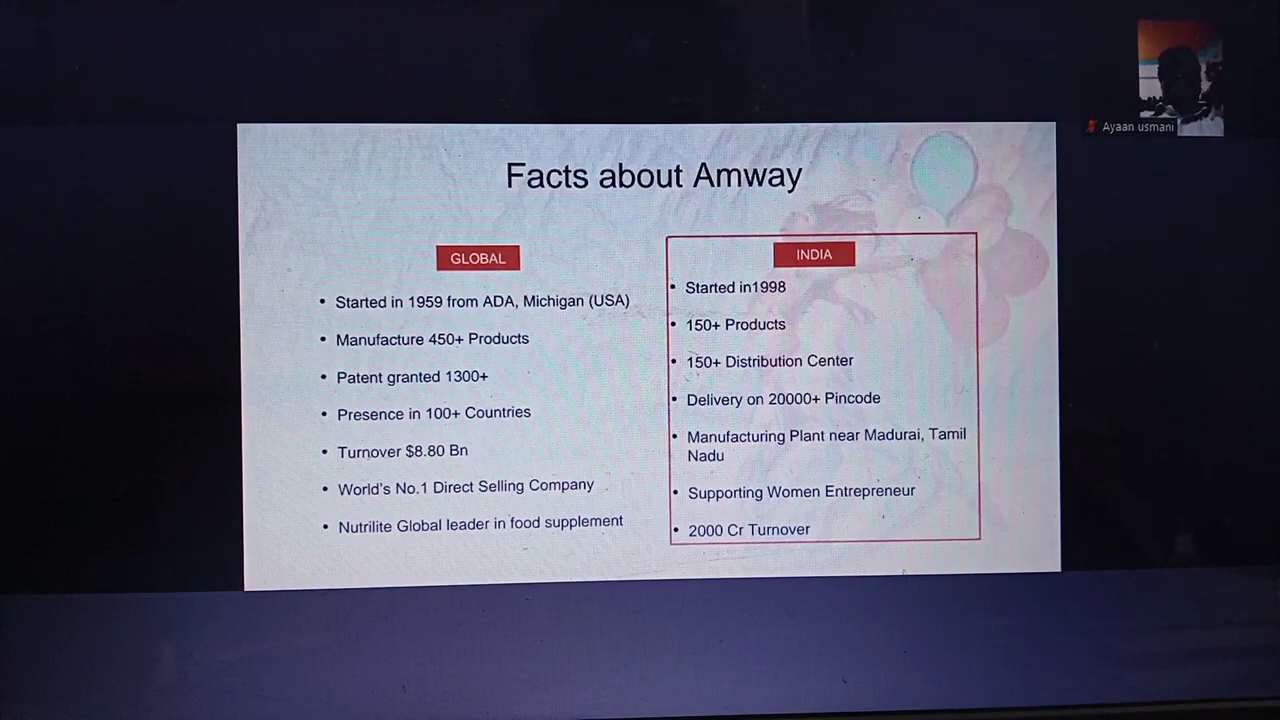 Ayaan usmani
Facts about Amway
GLOBAL
• Started in 1959 from ADA, Michigan (USA)
• Manufacture 450+ Products
• Patent granted 1300+
• Presence in 100+ Countries
• Turnover $8.80 Bn
• World's No.1 Direct Selling Company
• Nutrilite Global leader in food supplement
INDIA
• Started in1998
• 150+ Products
• 150+ Distribution Center
• Delivery on 20000+ Pincode
• Manufacturing Plant near Madurai, Tamil
Nadu
• Supporting Women Entrepreneur
• 2000 Cr Turnover